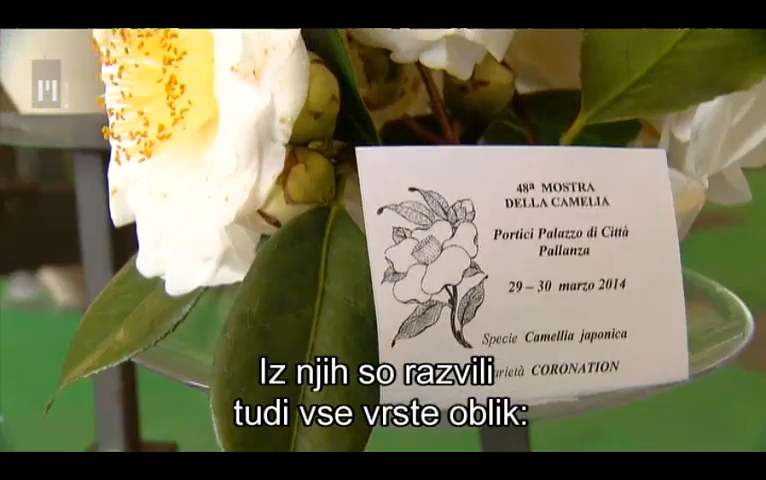 48ª MOSTRA
DELLA CAMELIA
Portici Palazzo di Città
Pallanza
29 – 30 marzo 2014
Specie Camellia japonica
arietà CORONATION
Iz njih so razvili
tudi vse vrste oblik: